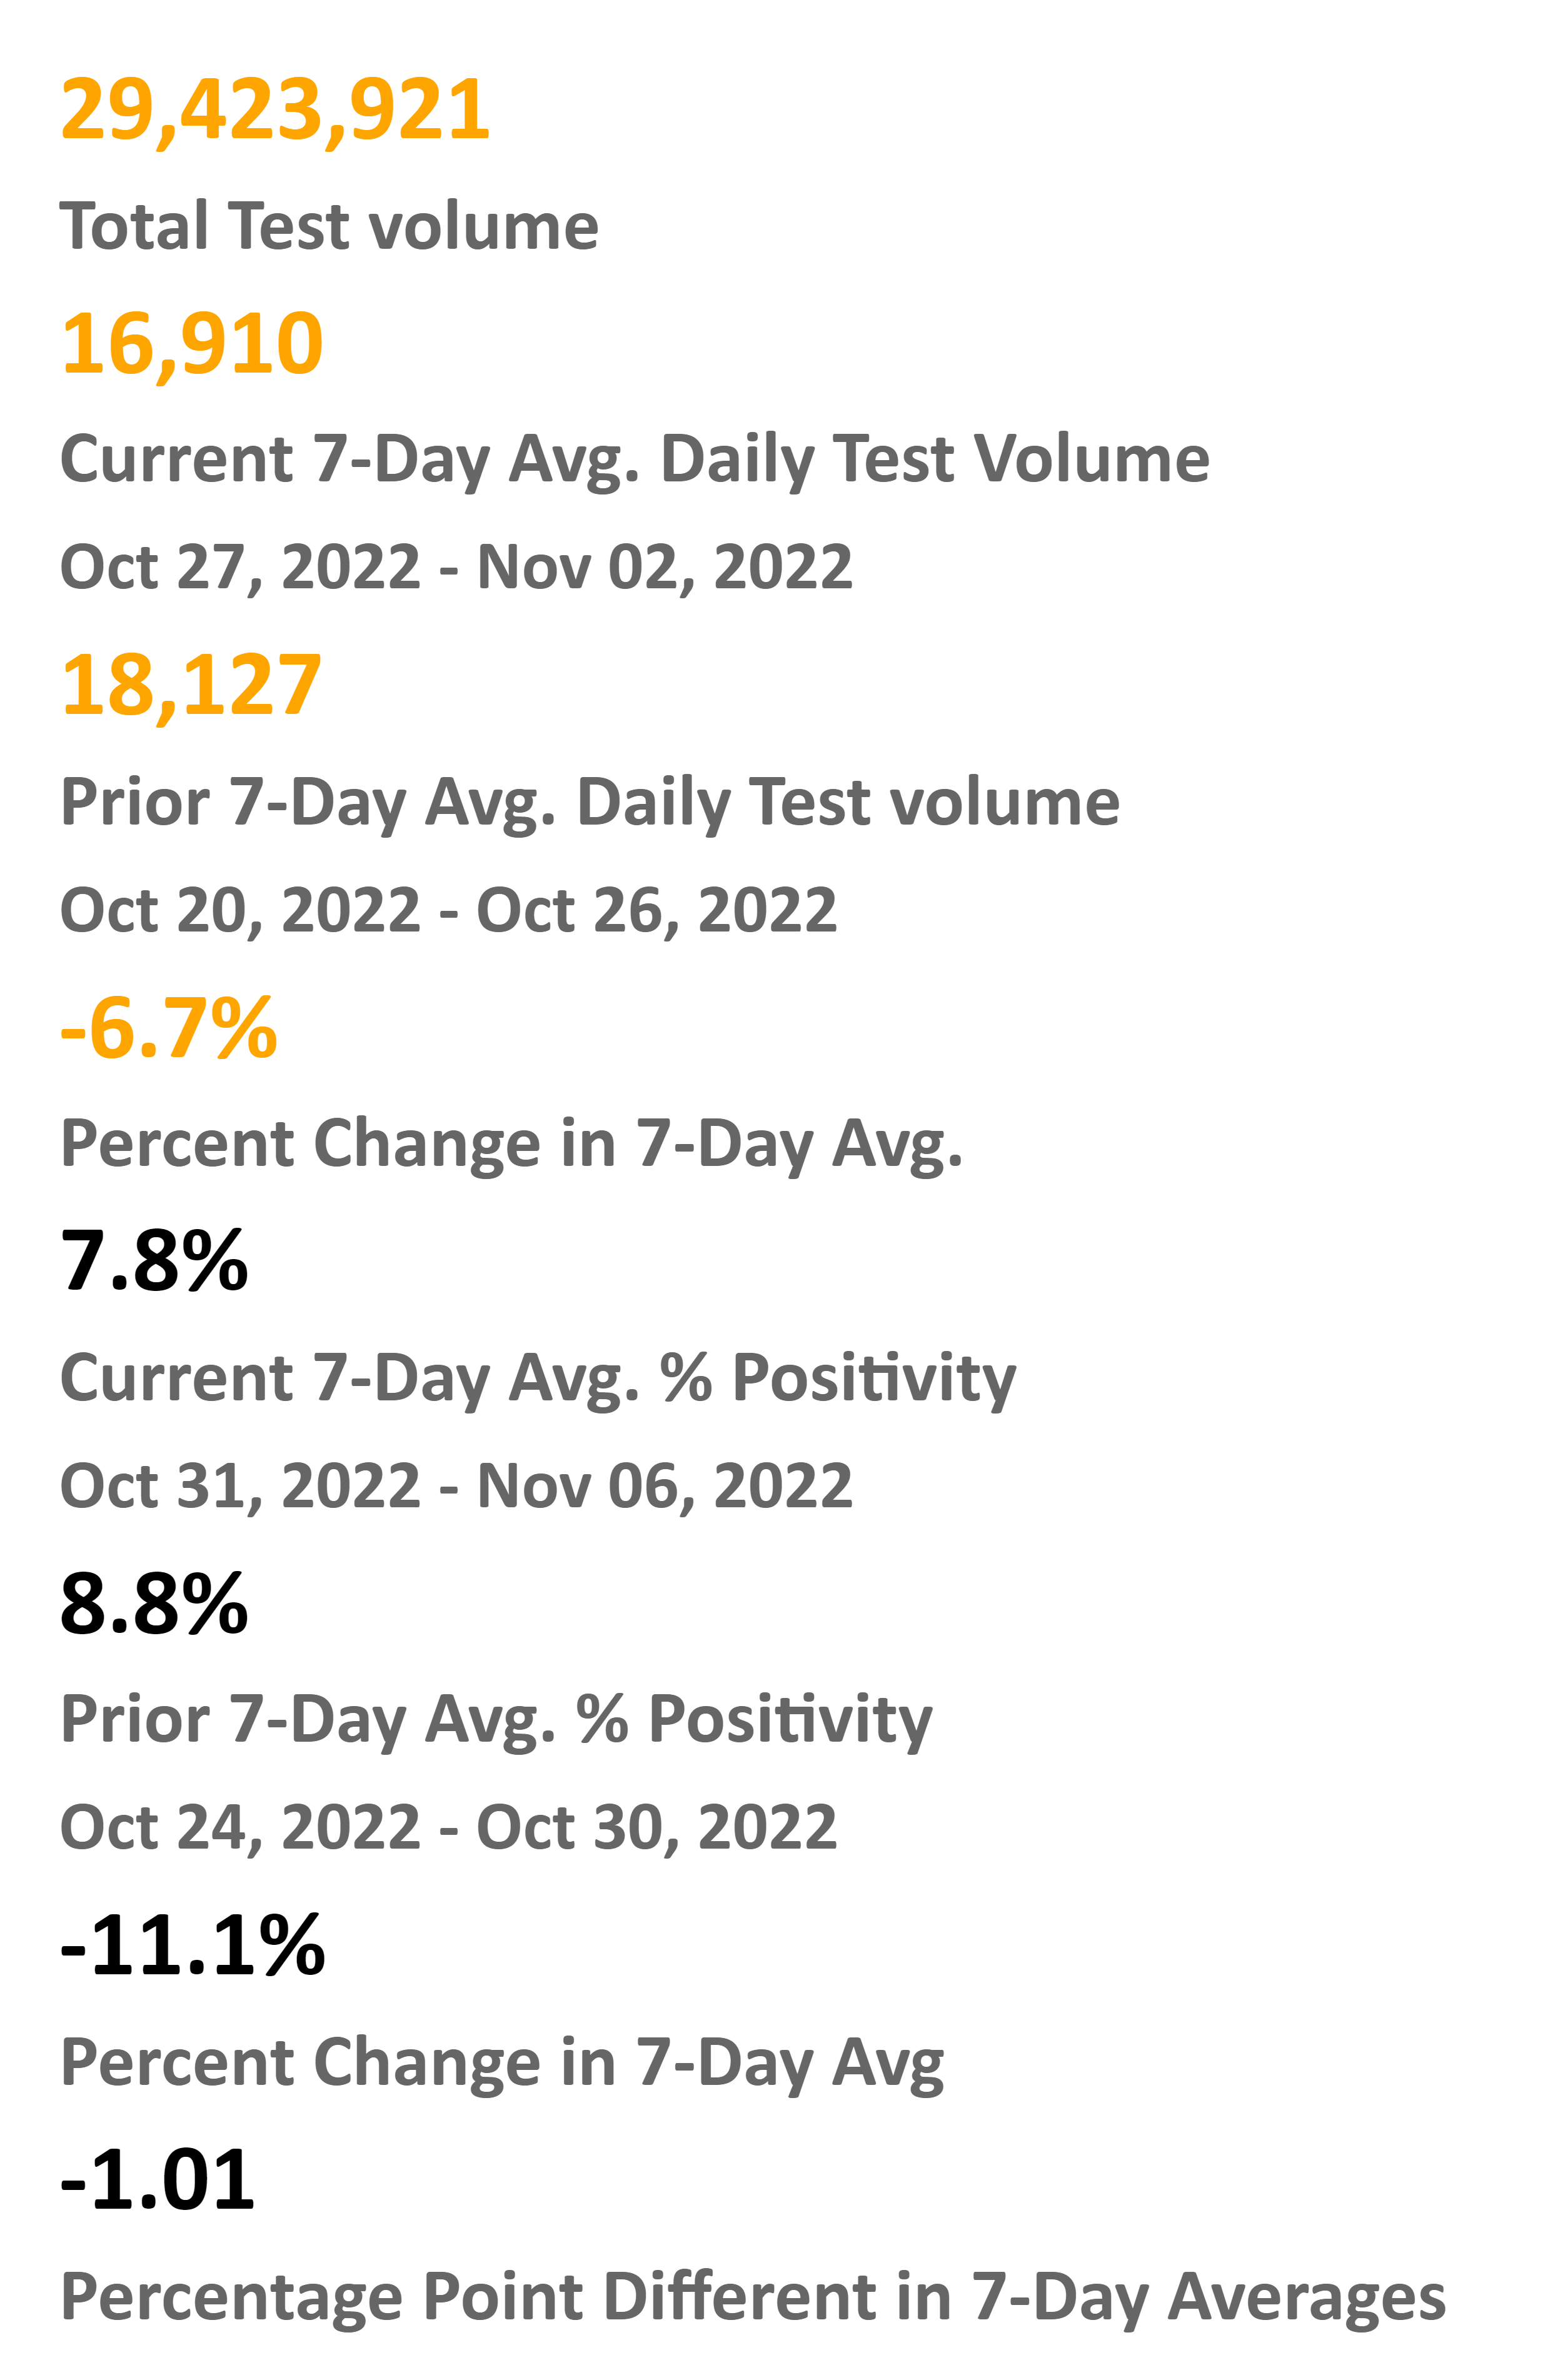 29,423,921
Total Test volume
16,910
Current 7-Day Avg. Daily Test Volume
Oct 27, 2022 - Nov 02, 2022
18,127
Prior 7-Day Avg. Daily Test volume
Oct 20, 2022 - Oct 26, 2022
-6.7%
Percent Change in 7-Day Avg.
7.8%
Current 7-Day Avg. % Positivity
Oct 31, 2022 - Nov 06, 2022
8.8%
Prior 7-Day Avg. % Positivity
Oct 24, 2022 - Oct 30, 2022
-11.1%
Percent Change in 7-Day Avg
-1.01
Percentage Point Different in 7-Day Averages